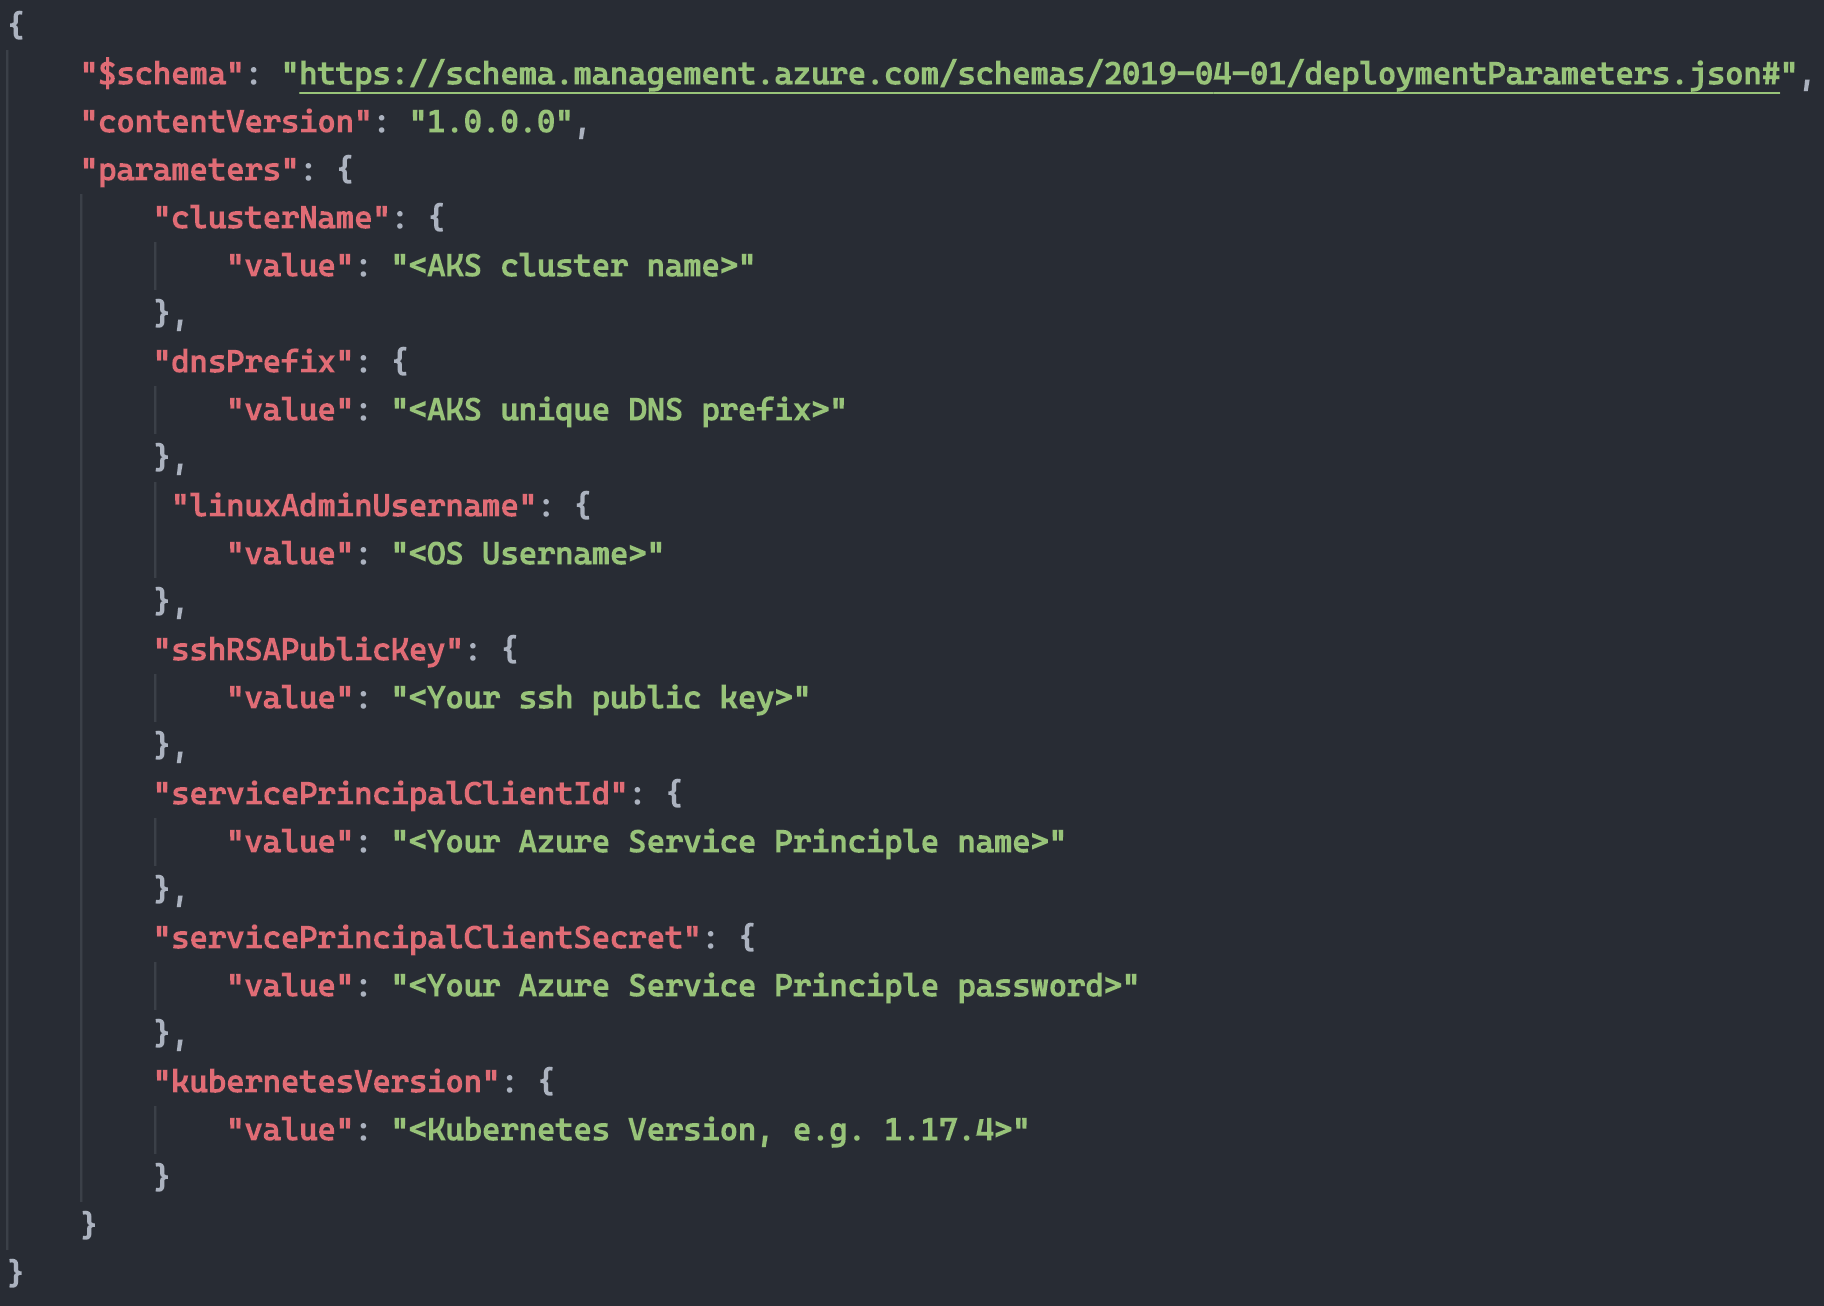 {
    "$schema": "https://schema.management.azure.com/schemas/2019-04-01/deploymentParameters.json#",
    "contentVersion": "1.0.0.0",
    "parameters": {
        "clusterName": {
            "value": "<AKS cluster name>"
        },
        "dnsPrefix": {
            "value": "<AKS unique DNS prefix>"
        },
         "linuxAdminUsername": {
            "value": "<OS Username>"
        },
        "sshRSAPublicKey": {
            "value": "<Your ssh public key>"
        },
        "servicePrincipalClientId": {
            "value": "<Your Azure Service Principle name>"
        },
        "servicePrincipalClientSecret": {
            "value": "<Your Azure Service Principle password>"
        },
        "kubernetesVersion": {
            "value": "<Kubernetes Version, e.g. 1.17.4>"
        }
    }
}